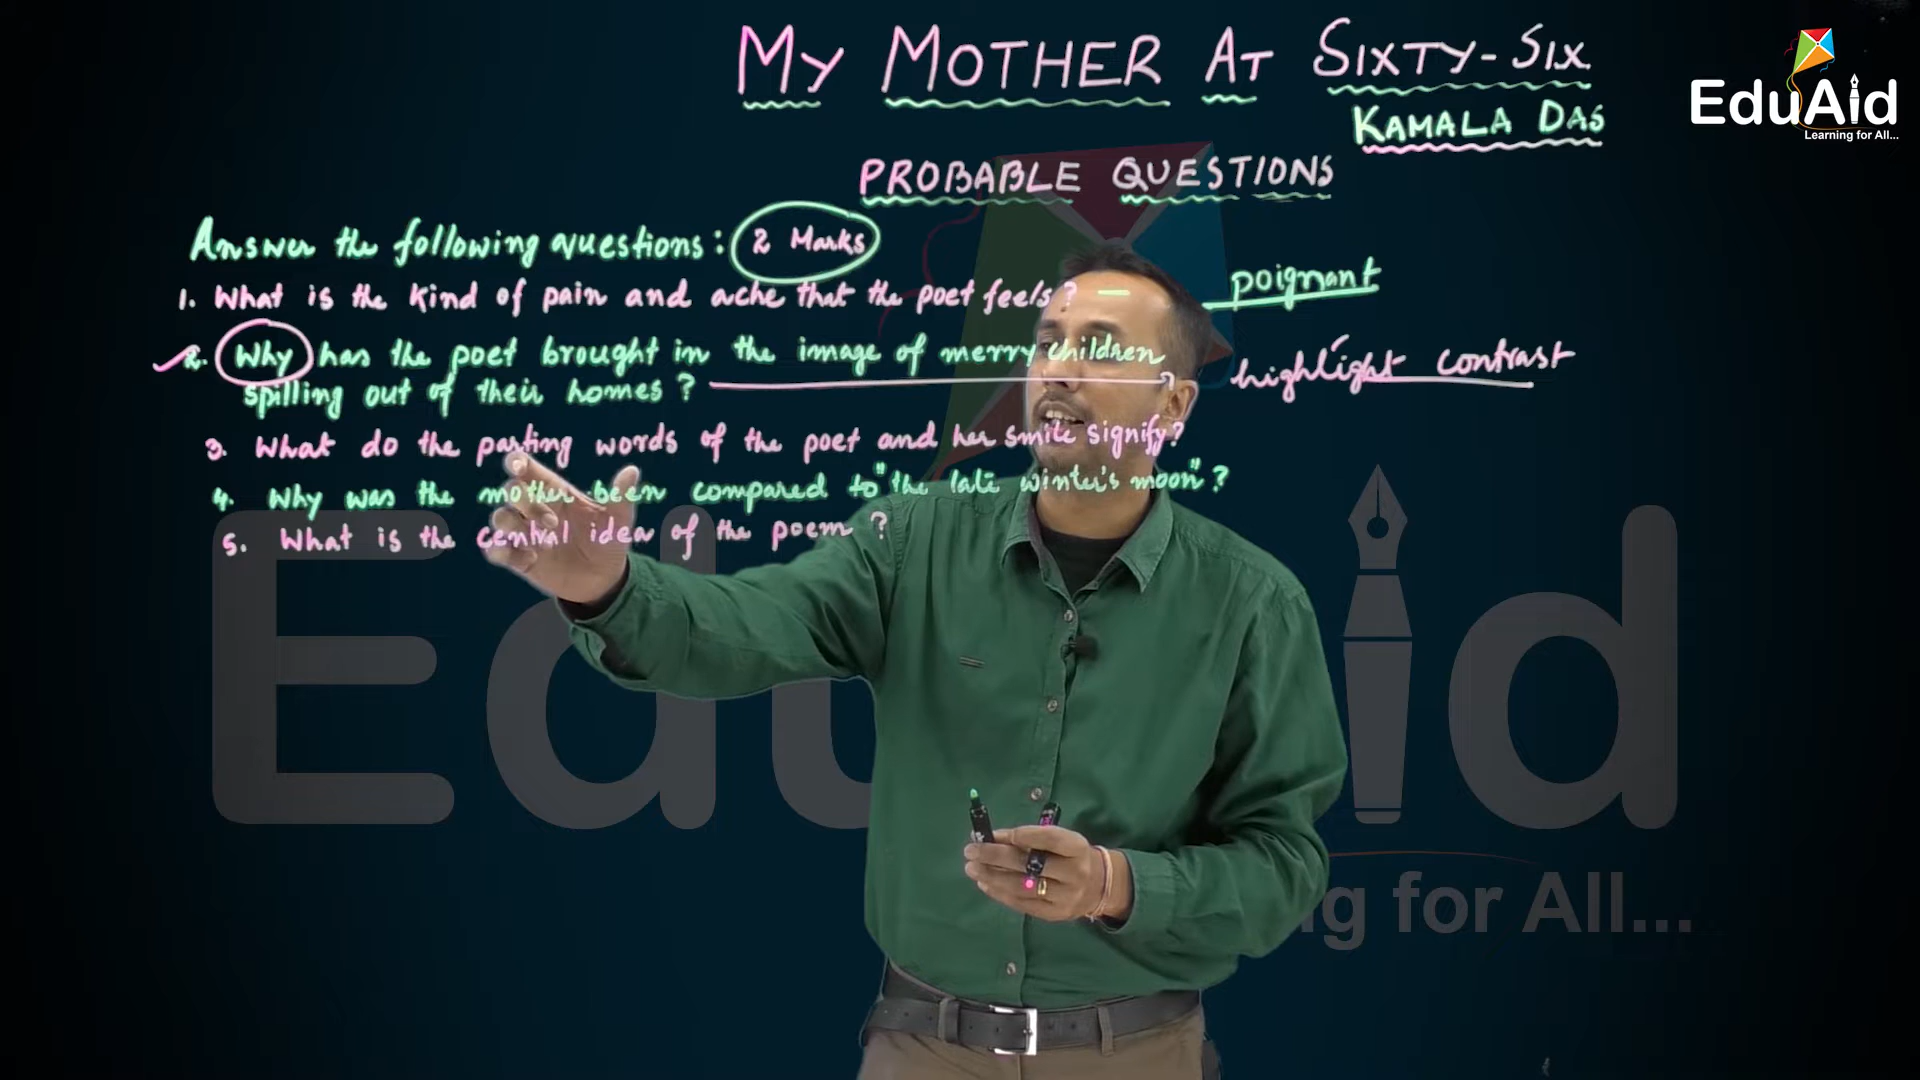 MY MOTHER AT SIXTY-SIX
KAMALA DAS
EduAid
Learning for All...
PROBABLE QUESTIONS
Answer the following questions: 2 Marks
1. What is the kind of pain and ache that the poet feels? — poignant
2. Why has the poet brought in the image of merry children
spilling out of their homes? highlight contrast
3. What do the parting words of the poet and her smile signify?
4. Why was the mother been compared to "the late winter's moon"?
5. What is the central idea of the poem?
Edu id
ng for All...